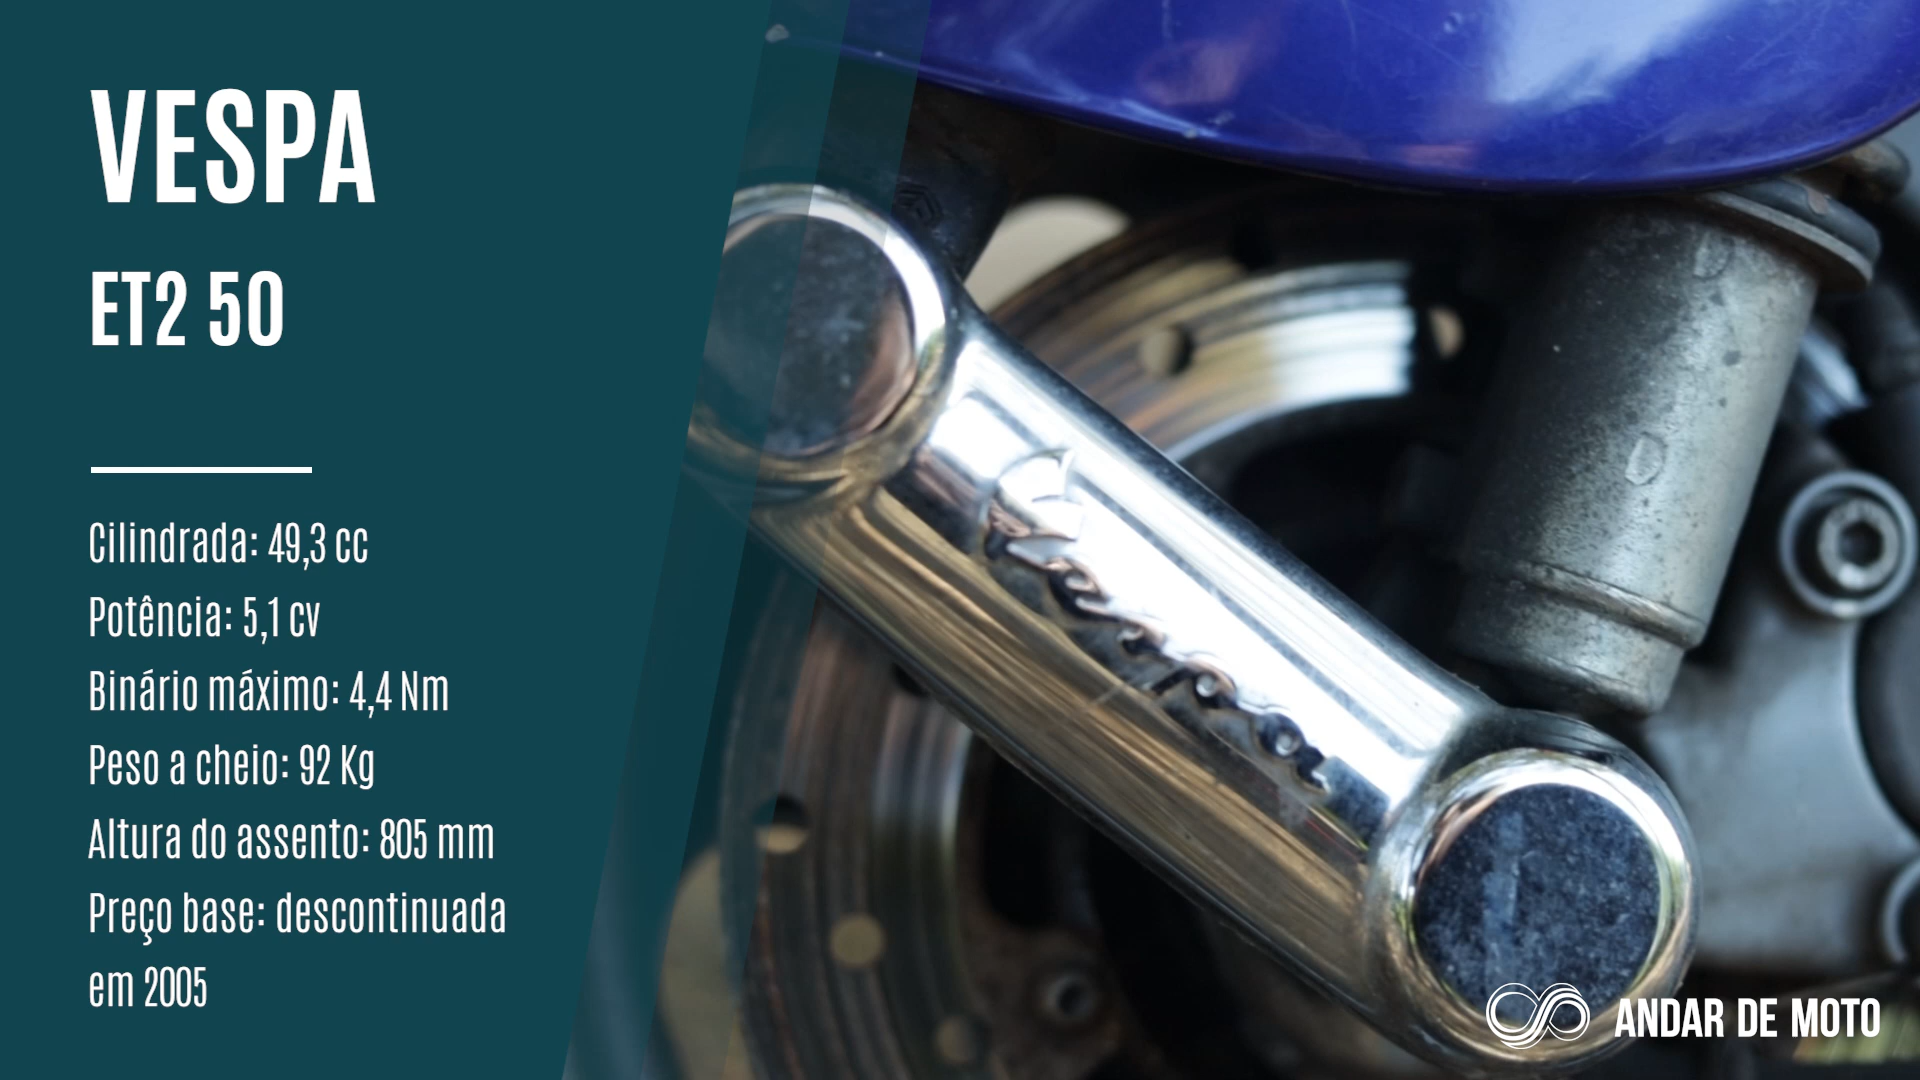 VESPA
ET2 50
Cilindrada: 49,3 cc
Potência: 5,1 cv
Binário máximo: 4,4 Nm
Peso a cheio: 92 Kg
Altura do assento: 805 mm
Preço base: descontinuada
em 2005
Vespa
ANDAR DE MOTO